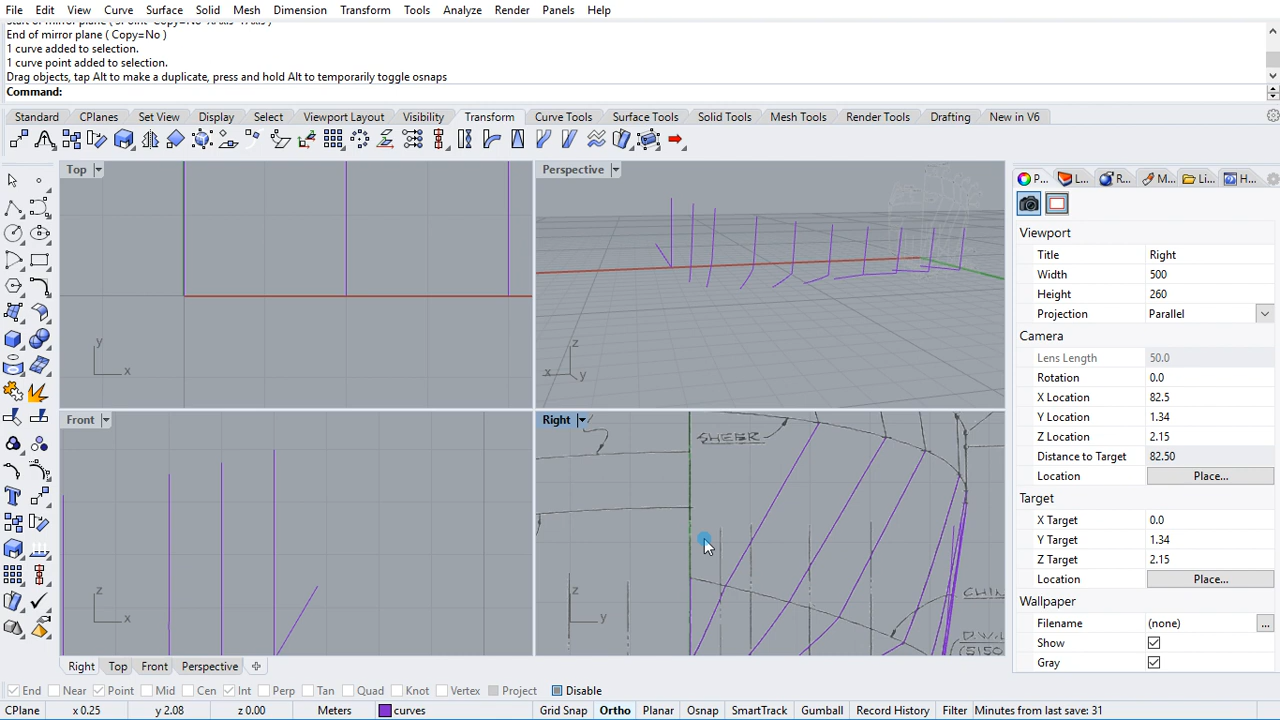 File Edit View Curve Surface Solid Mesh Dimension Transform Tools Analyze Render Panels Help
End of mirror plane ( Copy=No )
1 curve added to selection.
1 curve point added to selection.
Drag objects, tap Alt to make a duplicate, press and hold Alt to temporarily toggle osnaps
Command:
Standard CPlanes Set View Display Select Viewport Layout Visibility Transform Curve Tools Surface Tools Solid Tools Mesh Tools Render Tools Drafting New in V6
Top
y
x
Perspective
z
x
y
P... L... R... M... Li... H...
Viewport
Title Right
Width 500
Height 260
Projection Parallel
Camera
Lens Length 50.0
Rotation 0.0
X Location 82.5
Y Location 1.34
Z Location 2.15
Distance to Target 82.50
Location Place...
Target
X Target 0.0
Y Target 1.34
Z Target 2.15
Location Place...
Wallpaper
Filename (none) ...
Show
Gray
Front
z
x
Right
SHEER
z
y
CHIN
D.W.L
Right Top Front Perspective
End Near Point Mid Cen Int Perp Tan Quad Knot Vertex Project Disable
CPlane x 0.25 y 2.08 z 0.00 Meters curves Grid Snap Ortho Planar Osnap SmartTrack Gumball Record History Filter Minutes from last save: 31